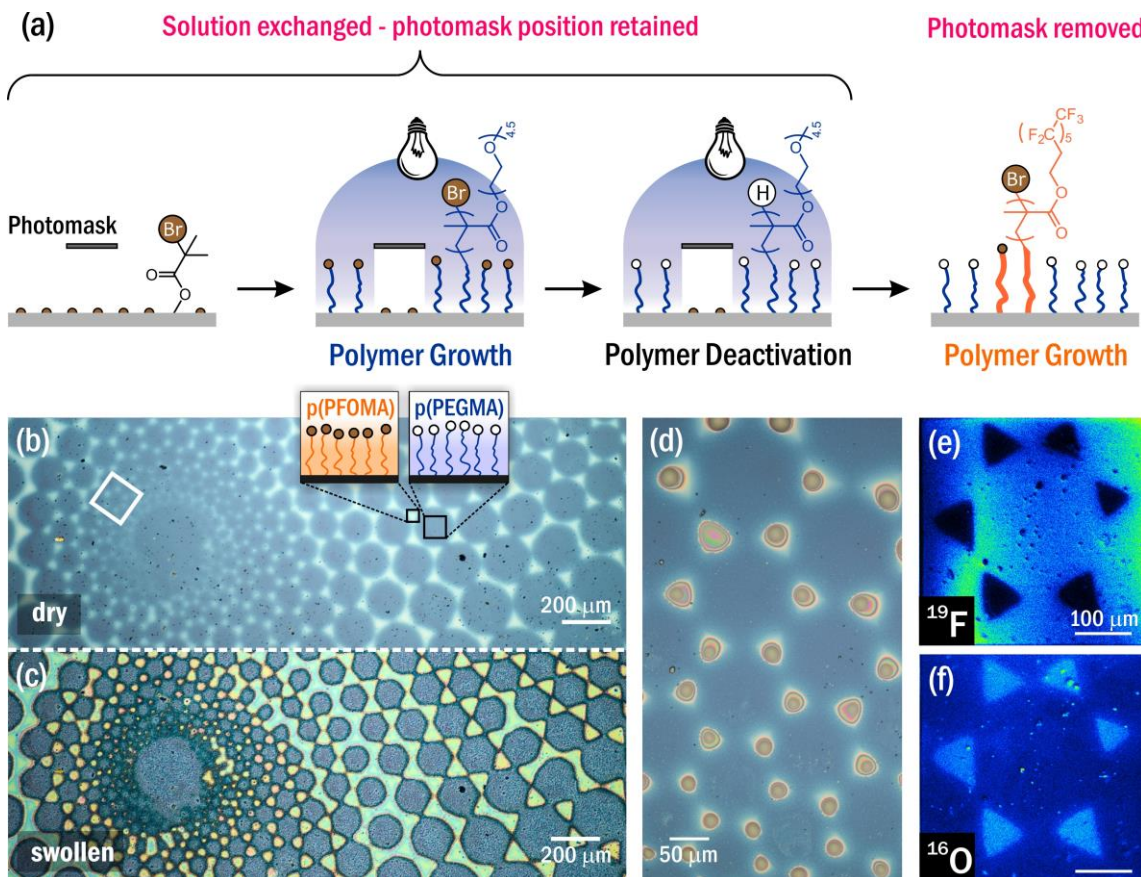 (a)
Solution exchanged - photomask position retained
Photomask removed
Photomask
Br
O
O
4.5
O
O
O
Br
4.5
O
O
O
H
CF₃
F₂C
5
O
O
Br
Polymer Growth
Polymer Deactivation
Polymer Growth
(b)
p(PFOMA)
p(PEGMA)
dry
200 µm
(c)
swollen
200 µm
(d)
50 µm
(e)
¹⁹F
100 µm
(f)
¹⁶O